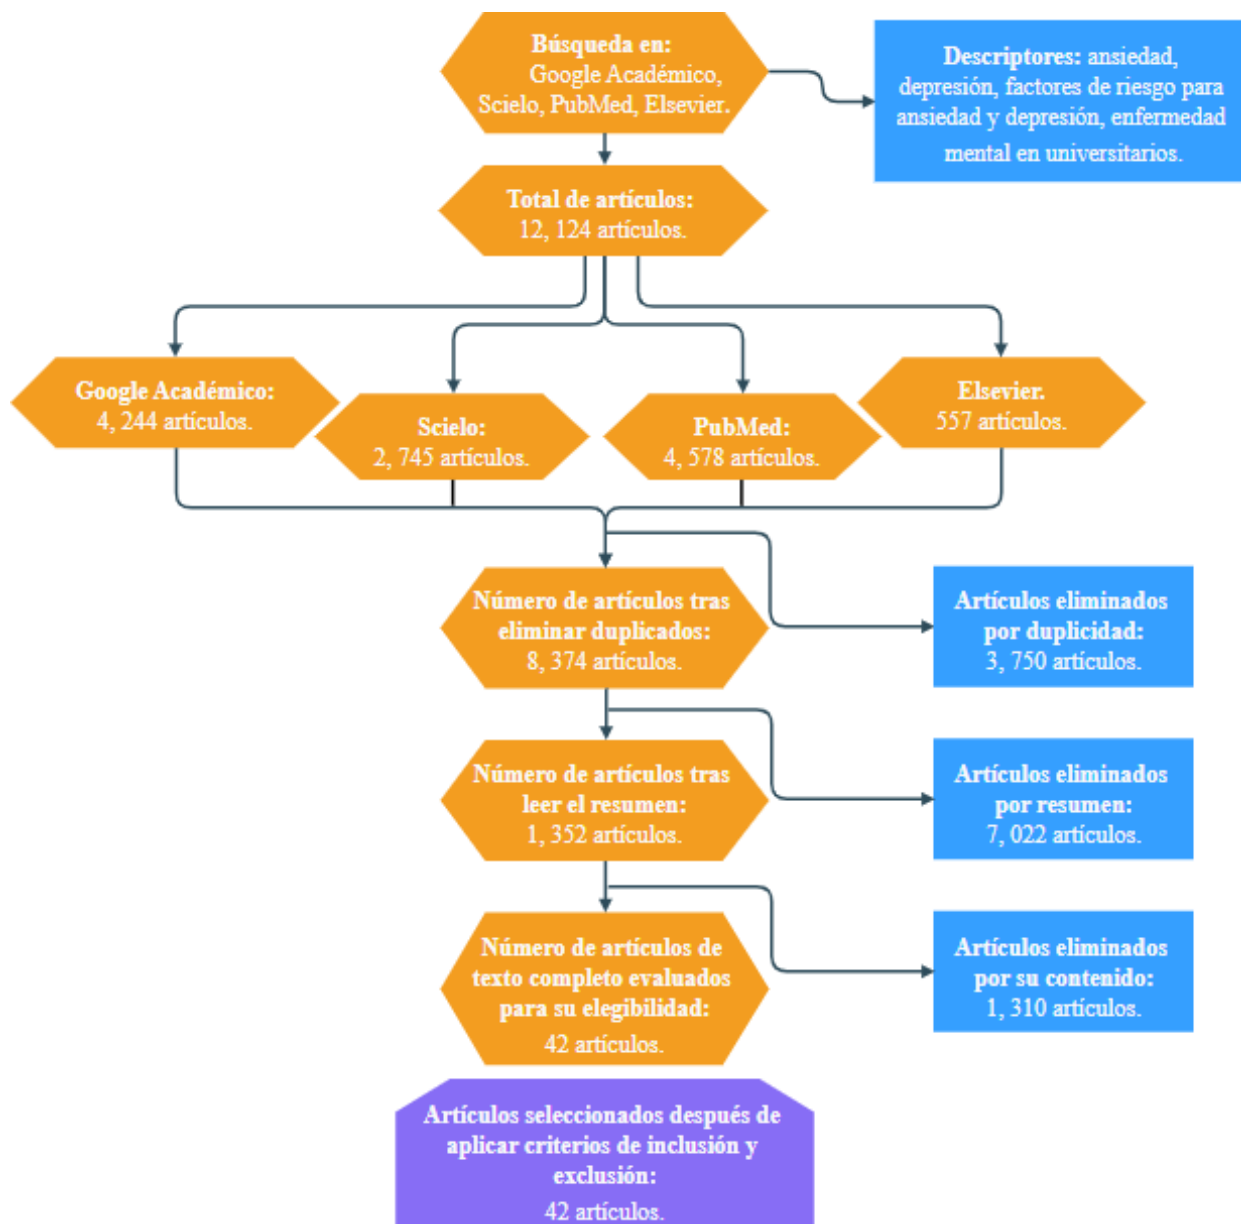 Búsqueda en:
Google Académico,
Scielo, PubMed, Elsevier.
Descriptores: ansiedad,
depresión, factores de riesgo para
ansiedad y depresión, enfermedad
mental en universitarios.
Total de artículos:
12, 124 artículos.
Google Académico:
4, 244 artículos.
Scielo:
2, 745 artículos.
PubMed:
4, 578 artículos.
Elsevier.
557 artículos.
Número de artículos tras
eliminar duplicados:
8, 374 artículos.
Artículos eliminados
por duplicidad:
3, 750 artículos.
Número de artículos tras
leer el resumen:
1, 352 artículos.
Artículos eliminados
por resumen:
7, 022 artículos.
Número de artículos de
texto completo evaluados
para su elegibilidad:
42 artículos.
Artículos eliminados
por su contenido:
1, 310 artículos.
Artículos seleccionados después de
aplicar criterios de inclusión y
exclusión:
42 artículos.